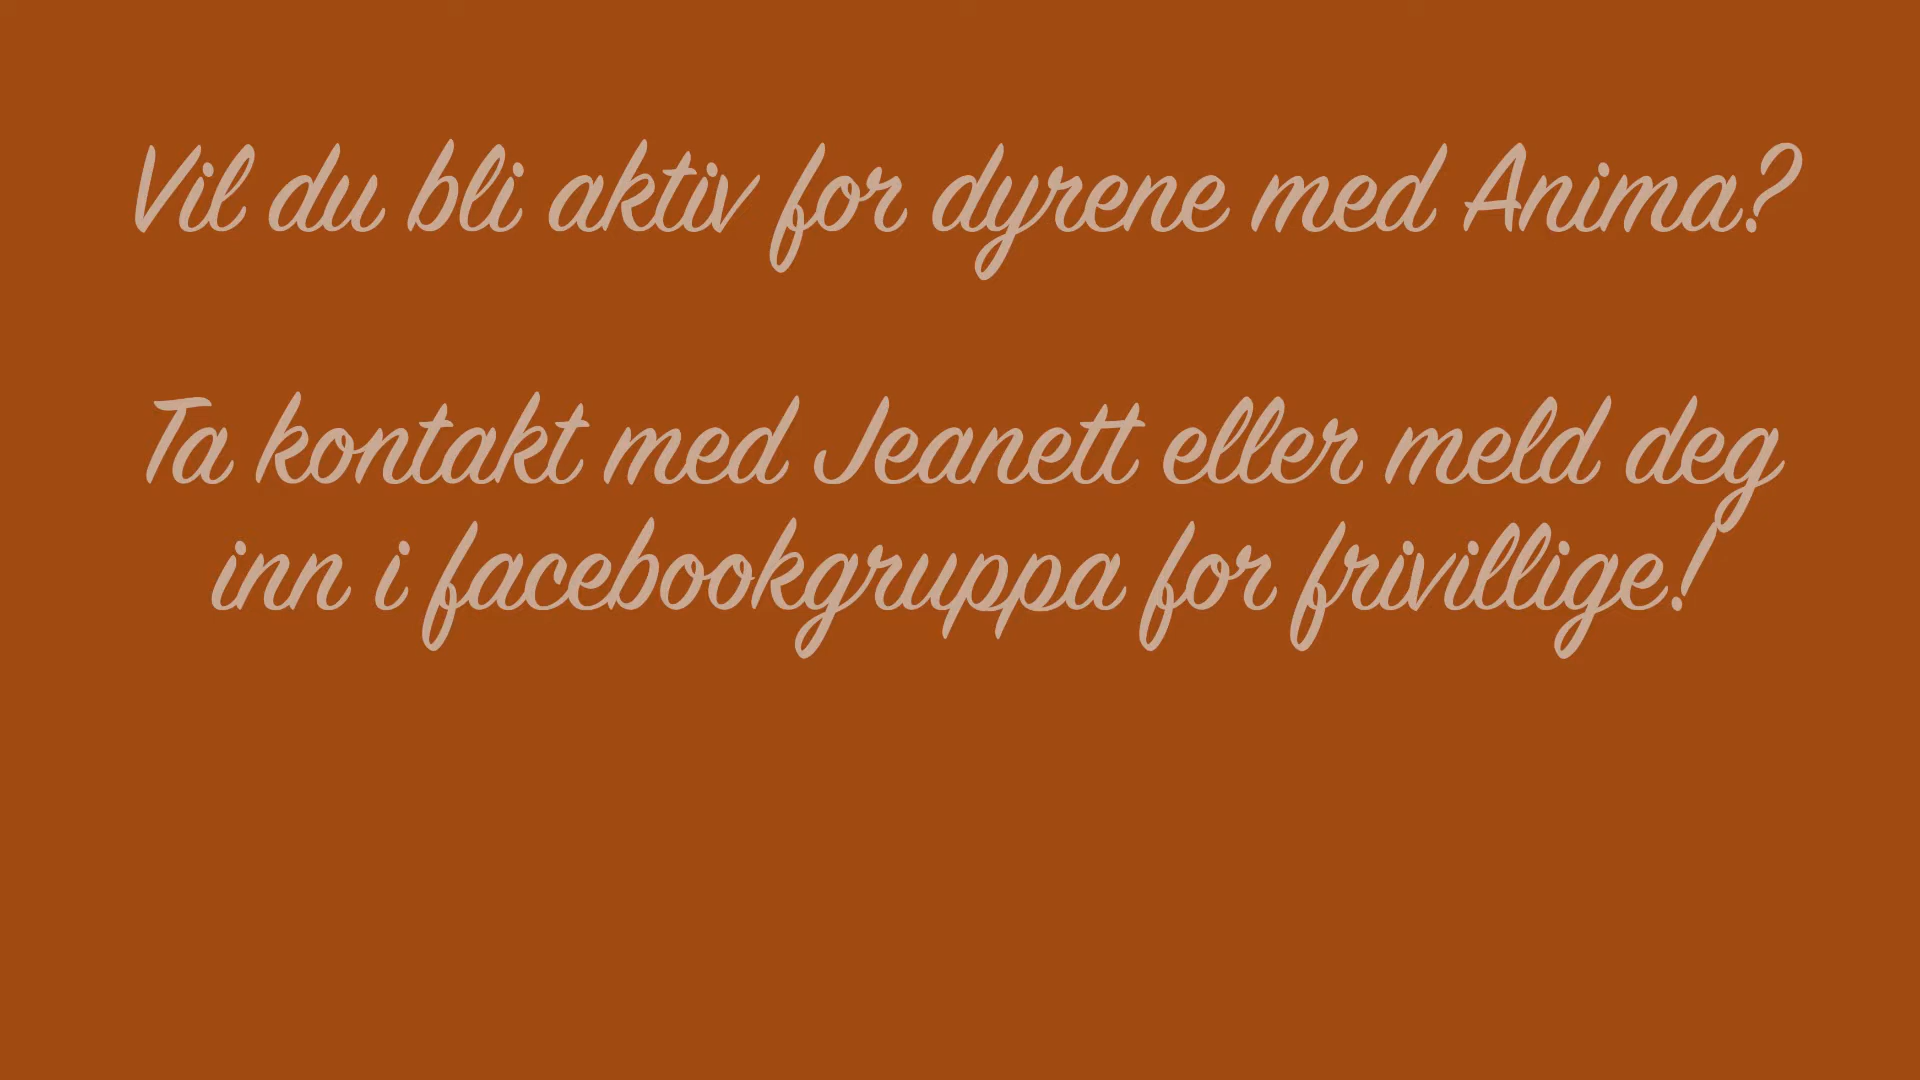 Vil du bli aktiv for dyrene med Anima?
Ta kontakt med Jeanett eller meld deg
inn i facebookgruppa for frivillige!